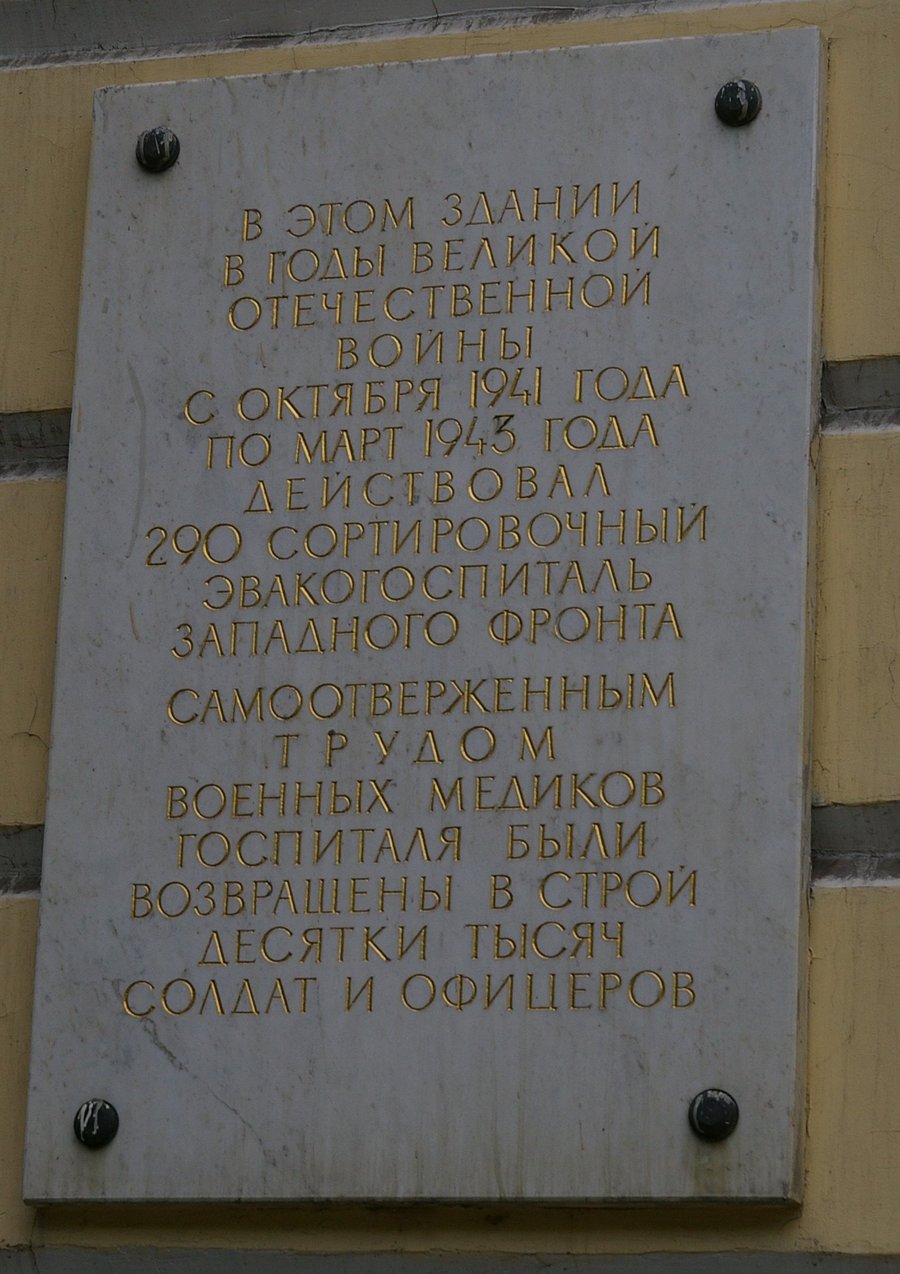 В ЭТОМ ЗДАНИИ
В ГОДЫ ВЕЛИКОЙ
ОТЕЧЕСТВЕННОЙ
ВОЙНЫ
С ОКТЯБРЯ 1941 ГОДА
ПО МАРТ 1943 ГОДА
ДЕЙСТВОВАЛ
290 СОРТИРОВОЧНЫЙ
ЭВАКОГОСПИТАЛЬ
ЗАПАДНОГО ФРОНТА
САМООТВЕРЖЕННЫМ
ТРУДОМ
ВОЕННЫХ МЕДИКОВ
ГОСПИТАЛЯ БЫЛИ
ВОЗВРАЩЕНЫ В СТРОЙ
ДЕСЯТКИ ТЫСЯЧ
СОЛДАТ И ОФИЦЕРОВ